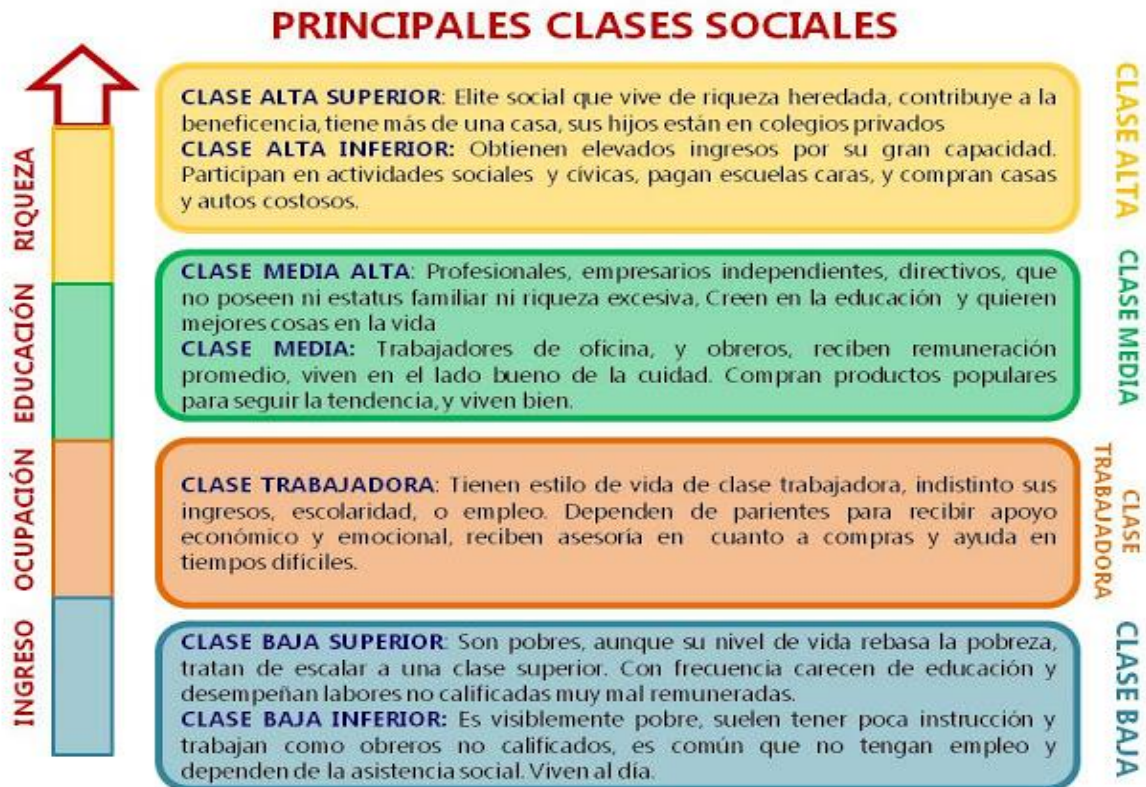 PRINCIPALES CLASES SOCIALES
CLASE ALTA SUPERIOR: Elite social que vive de riqueza heredada, contribuye a la
beneficencia, tiene más de una casa, sus hijos están en colegios privados
CLASE ALTA INFERIOR: Obtienen elevados ingresos por su gran capacidad.
Participan en actividades sociales y cívicas, pagan escuelas caras, y compran casas
y autos costosos.
CLASE ALTA
RIQUEZA
CLASE MEDIA ALTA: Profesionales, empresarios independientes, directivos, que
no poseen ni estatus familiar ni riqueza excesiva, Creen en la educación y quieren
mejores cosas en la vida
CLASE MEDIA: Trabajadores de oficina, y obreros, reciben remuneración
promedio, viven en el lado bueno de la cuidad. Compran productos populares
para seguir la tendencia, y viven bien.
CLASE MEDIA
EDUCACIÓN
CLASE TRABAJADORA: Tienen estilo de vida de clase trabajadora, indistinto sus
ingresos, escolaridad, o empleo. Dependen de parientes para recibir apoyo
económico y emocional, reciben asesoría en cuanto a compras y ayuda en
tiempos difíciles.
CLASE
TRABAJADORA
OCUPACIÓN
CLASE BAJA SUPERIOR: Son pobres, aunque su nivel de vida rebasa la pobreza,
tratan de escalar a una clase superior. Con frecuencia carecen de educación y
desempeñan labores no calificadas muy mal remuneradas.
CLASE BAJA INFERIOR: Es visiblemente pobre, suelen tener poca instrucción y
trabajan como obreros no calificados, es común que no tengan empleo y
dependen de la asistencia social. Viven al día.
CLASE BAJA
INGRESO